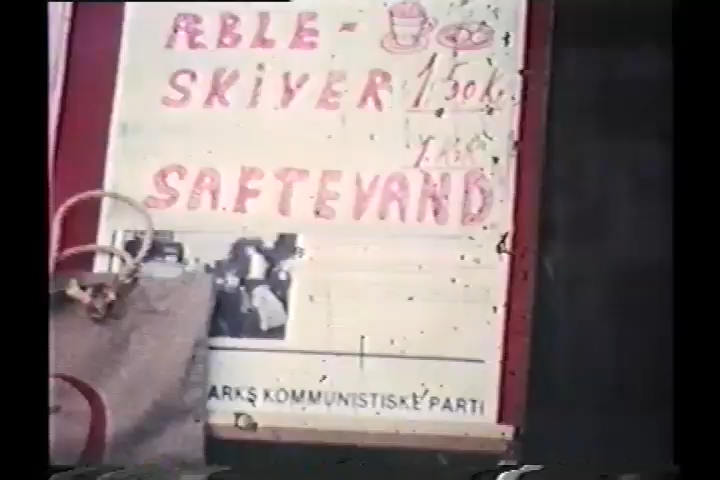 ÆBLE-
SKIVER 1.50 Kr
1. KR
SAFTEVAND
ARKS KOMMUNISTISKE PARTI